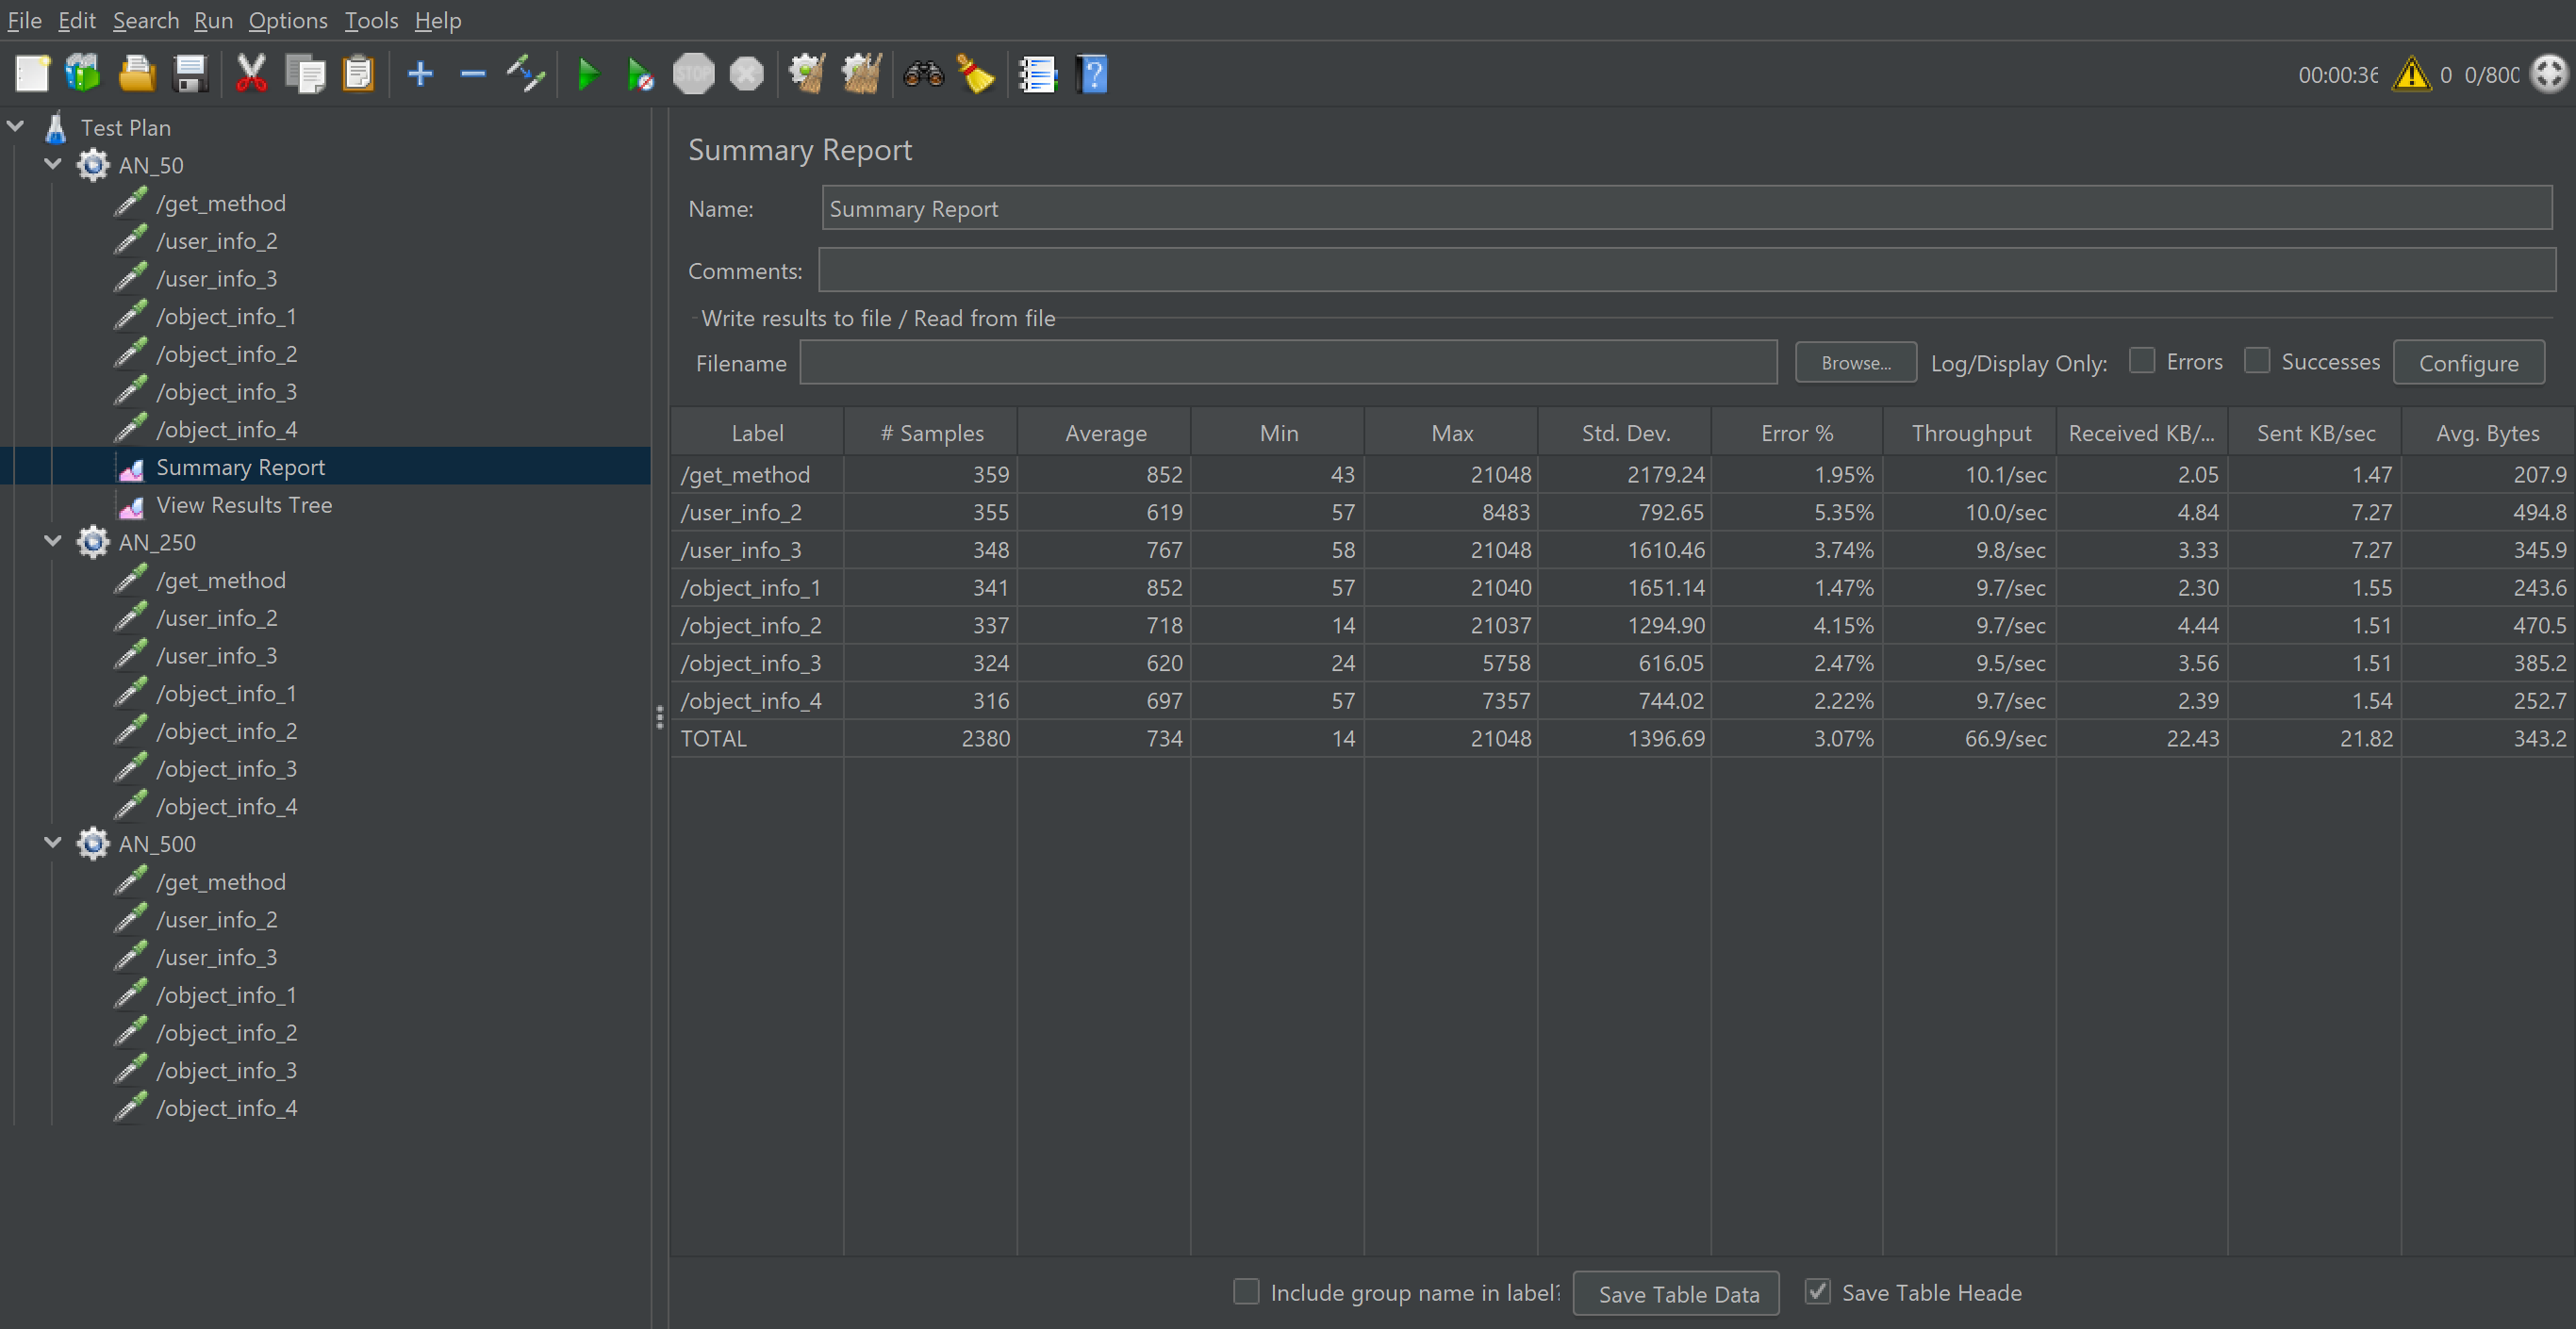 File Edit Search Run Options Tools Help
STOP
00:00:36 0 0/800
Test Plan
AN_50
/get_method
/user_info_2
/user_info_3
/object_info_1
/object_info_2
/object_info_3
/object_info_4
Summary Report
View Results Tree
AN_250
/get_method
/user_info_2
/user_info_3
/object_info_1
/object_info_2
/object_info_3
/object_info_4
AN_500
/get_method
/user_info_2
/user_info_3
/object_info_1
/object_info_2
/object_info_3
/object_info_4
Summary Report
Name: Summary Report
Comments:
Write results to file / Read from file
Filename Browse... Log/Display Only: Errors Successes Configure
Label # Samples Average Min Max Std. Dev. Error % Throughput Received KB/... Sent KB/sec Avg. Bytes
/get_method 359 852 43 21048 2179.24 1.95% 10.1/sec 2.05 1.47 207.9
/user_info_2 355 619 57 8483 792.65 5.35% 10.0/sec 4.84 7.27 494.8
/user_info_3 348 767 58 21048 1610.46 3.74% 9.8/sec 3.33 7.27 345.9
/object_info_1 341 852 57 21040 1651.14 1.47% 9.7/sec 2.30 1.55 243.6
/object_info_2 337 718 14 21037 1294.90 4.15% 9.7/sec 4.44 1.51 470.5
/object_info_3 324 620 24 5758 616.05 2.47% 9.5/sec 3.56 1.51 385.2
/object_info_4 316 697 57 7357 744.02 2.22% 9.7/sec 2.39 1.54 252.7
TOTAL 2380 734 14 21048 1396.69 3.07% 66.9/sec 22.43 21.82 343.2
Include group name in label? Save Table Data Save Table Heade